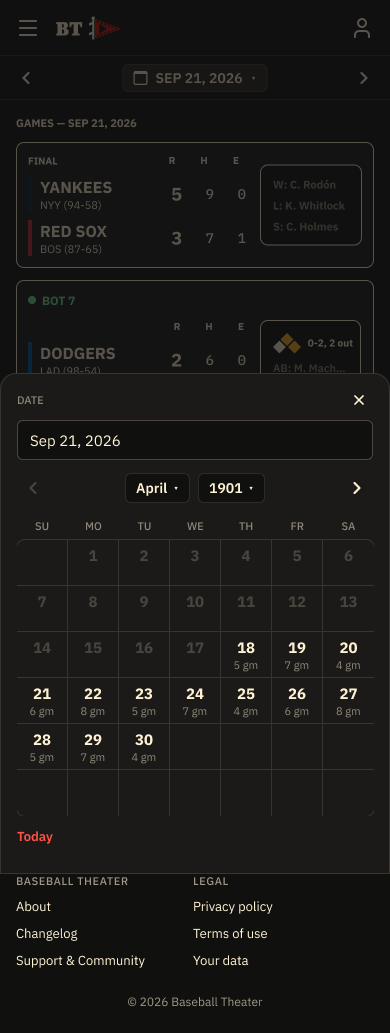 BT
SEP 21, 2026
GAMES — SEP 21, 2026
FINAL R H E
YANKEES 5 9 0
NYY (94-58)
RED SOX 3 7 1
BOS (87-65)
W: C. Rodón
L: K. Whitlock
S: C. Holmes
BOT 7
R H E
DODGERS 2 6 0
LAD (98-54)
0-2, 2 out
AB: M. Mach...
DATE
Sep 21, 2026
April 1901
SU MO TU WE TH FR SA
1 2 3 4 5 6
7 8 9 10 11 12 13
14 15 16 17 18 19 20
5 gm 7 gm 4 gm
21 22 23 24 25 26 27
6 gm 8 gm 5 gm 7 gm 4 gm 6 gm 8 gm
28 29 30
5 gm 7 gm 4 gm
Today
BASEBALL THEATER LEGAL
About Privacy policy
Changelog Terms of use
Support & Community Your data
© 2026 Baseball Theater